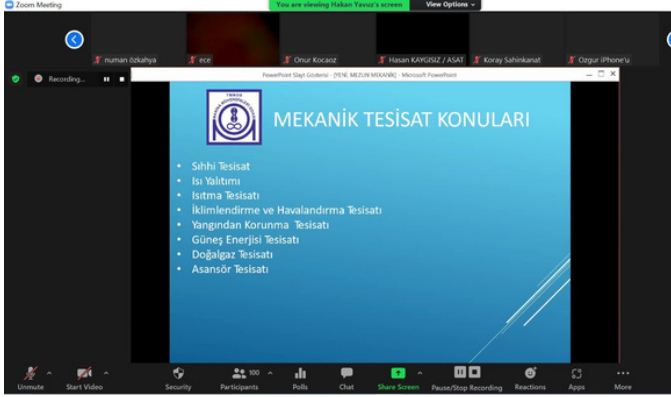 Zoom Meeting
You are viewing Hakan Yavuz's screen
View Options
numan özkahya
ece
Onur Kocaoz
Hasan KAYGISIZ / ASAT
Koray Sahinkanat
Ozgur iPhone'u
Recording...
PowerPoint Slayt Gösterisi - [YENİ MEZUN MEKANİK] - Microsoft PowerPoint
TMMOB
MEKANİK TESİSAT KONULARI
• Sıhhi Tesisat
• Isı Yalıtımı
• Isıtma Tesisatı
• İklimlendirme ve Havalandırma Tesisatı
• Yangından Korunma Tesisatı
• Güneş Enerjisi Tesisatı
• Doğalgaz Tesisatı
• Asansör Tesisatı
Unmute
Start Video
Security
100
Participants
Polls
Chat
Share Screen
Pause/Stop Recording
Reactions
Apps
More